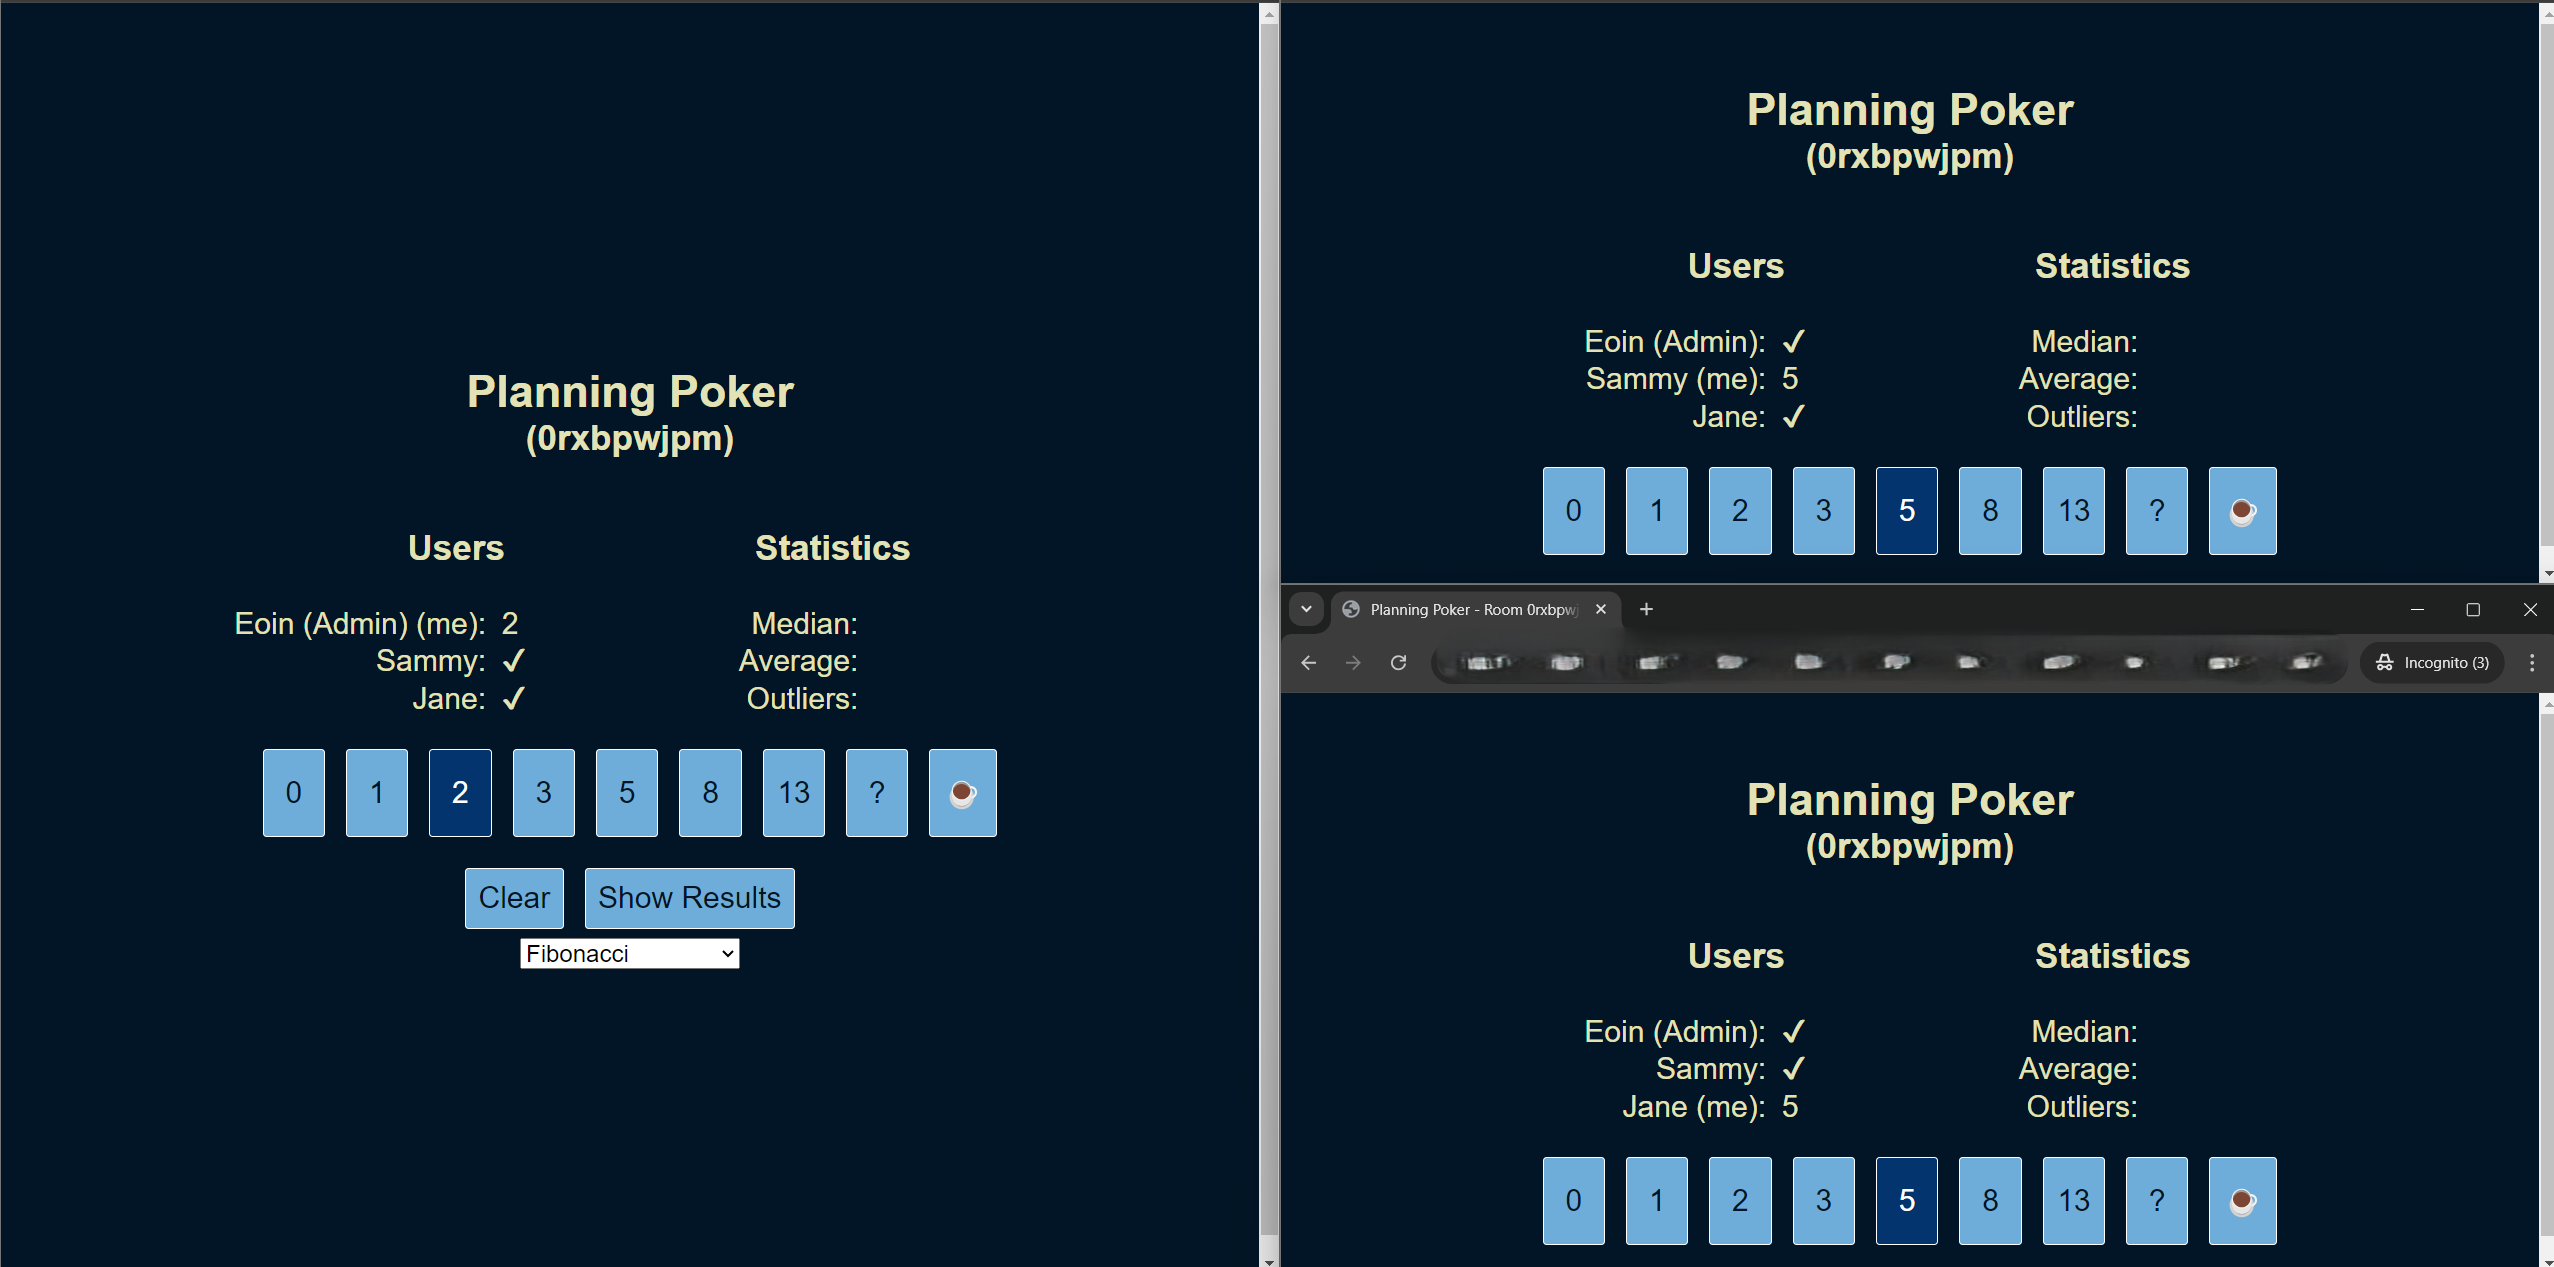 Planning Poker
(0rxbpwjpm)
Users
Statistics
Eoin (Admin) (me): 2
Sammy: ✓
Jane: ✓
Median:
Average:
Outliers:
0 1 2 3 5 8 13 ? ☕
Clear Show Results
Fibonacci
Planning Poker
(0rxbpwjpm)
Users
Statistics
Eoin (Admin): ✓
Sammy (me): 5
Jane: ✓
Median:
Average:
Outliers:
0 1 2 3 5 8 13 ? ☕
Planning Poker - Room 0rxbpw
Incognito (3)
Planning Poker
(0rxbpwjpm)
Users
Statistics
Eoin (Admin): ✓
Sammy: ✓
Jane (me): 5
Median:
Average:
Outliers:
0 1 2 3 5 8 13 ? ☕